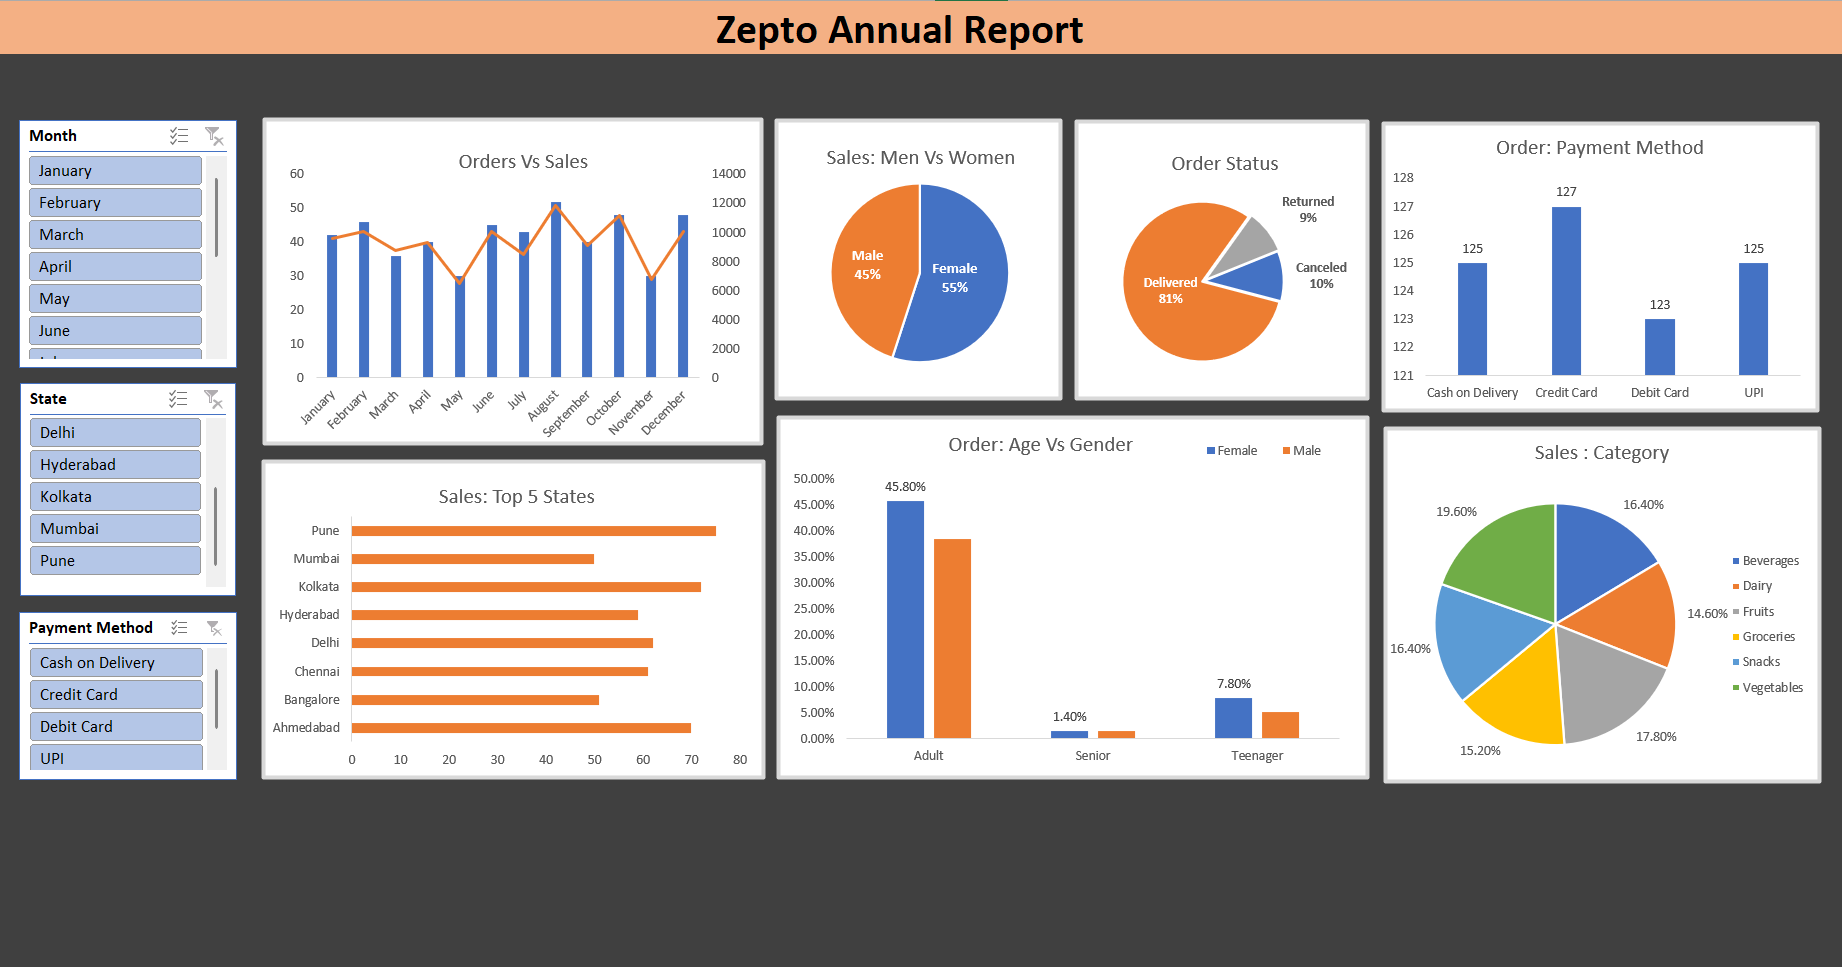 Zepto Annual Report
Month
January
February
March
April
May
June
State
Delhi
Hyderabad
Kolkata
Mumbai
Pune
Payment Method
Cash on Delivery
Credit Card
Debit Card
UPI
Orders Vs Sales
60
50
40
30
20
10
0
14000
12000
10000
8000
6000
4000
2000
0
January
February
March
April
May
June
July
August
September
October
November
December
Sales: Top 5 States
Pune
Mumbai
Kolkata
Hyderabad
Delhi
Chennai
Bangalore
Ahmedabad
0 10 20 30 40 50 60 70 80
Sales: Men Vs Women
Male
45%
Female
55%
Order Status
Returned
9%
Canceled
10%
Delivered
81%
Order: Payment Method
128
127
126
125
124
123
122
121
125
127
123
125
Cash on Delivery Credit Card Debit Card UPI
Order: Age Vs Gender
Female Male
50.00%
45.00%
40.00%
35.00%
30.00%
25.00%
20.00%
15.00%
10.00%
5.00%
0.00%
45.80%
1.40%
7.80%
Adult Senior Teenager
Sales : Category
16.40%
14.60%
17.80%
15.20%
16.40%
19.60%
Beverages
Dairy
Fruits
Groceries
Snacks
Vegetables